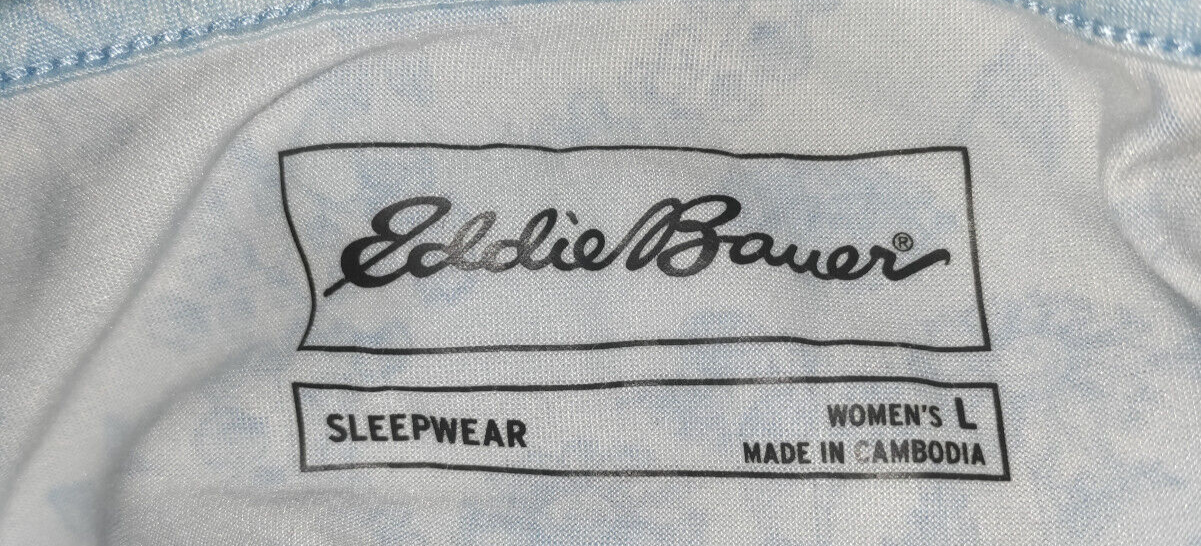 Eddie Bauer®
SLEEPWEAR
WOMEN'S L
MADE IN CAMBODIA